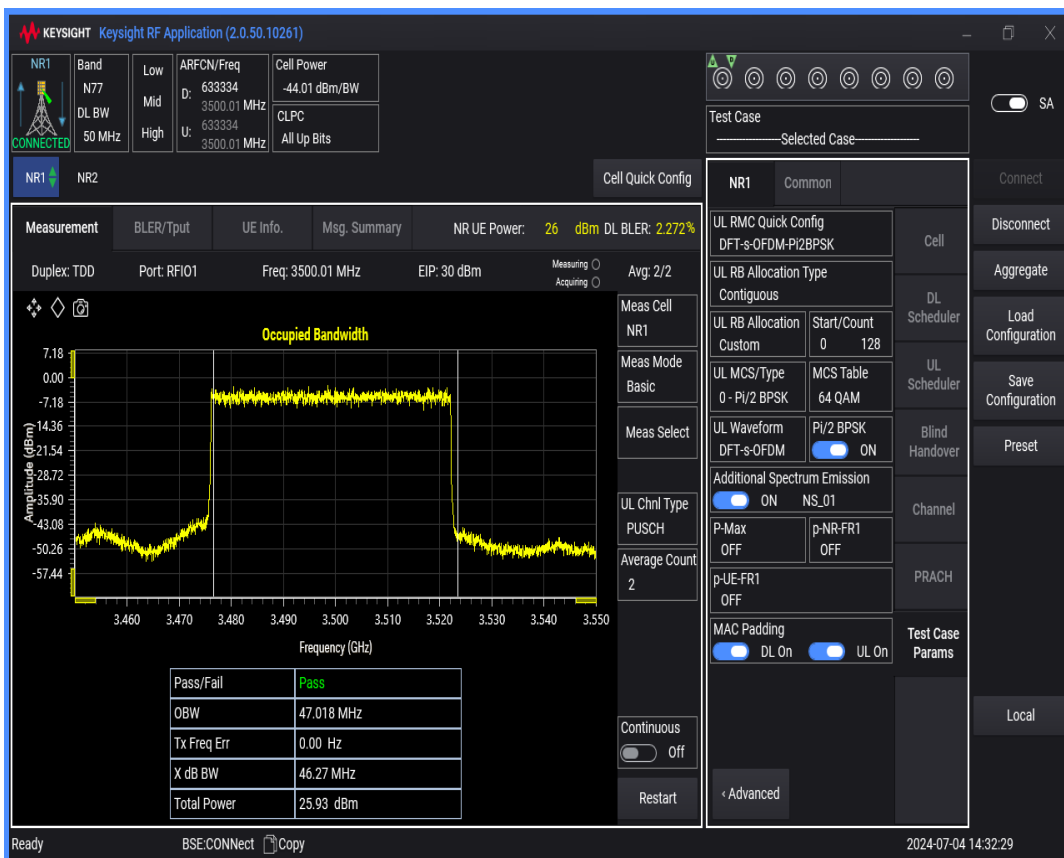 KEYSIGHT Keysight RF Application (2.0.50.10261)
NR1
CONNECTED
Band
N77
DL BW
50 MHz
Low
Mid
High
ARFCN/Freq
D: 633334
3500.01 MHz
U: 633334
3500.01 MHz
Cell Power
-44.01 dBm/BW
CLPC
All Up Bits
Test Case
Selected Case
SA
NR1 NR2
Cell Quick Config
Measurement BLER/Tput UE Info. Msg. Summary NR UE Power: 26 dBm DL BLER: 2.272%
Duplex: TDD Port: RFIO1 Freq: 3500.01 MHz EIP: 30 dBm Measuring Avg: 2/2
Acquiring
Occupied Bandwidth
Amplitude (dBm)
7.18
0.00
-7.18
-14.36
-21.54
-28.72
-35.90
-43.08
-50.26
-57.44
3.460 3.470 3.480 3.490 3.500 3.510 3.520 3.530 3.540 3.550
Frequency (GHz)
Pass/Fail Pass
OBW 47.018 MHz
Tx Freq Err 0.00 Hz
X dB BW 46.27 MHz
Total Power 25.93 dBm
Meas Cell
NR1
Meas Mode
Basic
Meas Select
UL Chnl Type
PUSCH
Average Count
2
Continuous
Off
Restart
NR1 Common
UL RMC Quick Config
DFT-s-OFDM-Pi2BPSK
UL RB Allocation Type
Contiguous
UL RB Allocation Start/Count
Custom 0 128
UL MCS/Type MCS Table
0 - Pi/2 BPSK 64 QAM
UL Waveform Pi/2 BPSK
DFT-s-OFDM ON
Additional Spectrum Emission
ON NS_01
P-Max p-NR-FR1
OFF OFF
p-UE-FR1
OFF
MAC Padding
DL On UL On
‹ Advanced
Cell
DL
Scheduler
UL
Scheduler
Blind
Handover
Channel
PRACH
Test Case
Params
Connect
Disconnect
Aggregate
Load
Configuration
Save
Configuration
Preset
Local
Ready BSE:CONNect Copy 2024-07-04 14:32:29